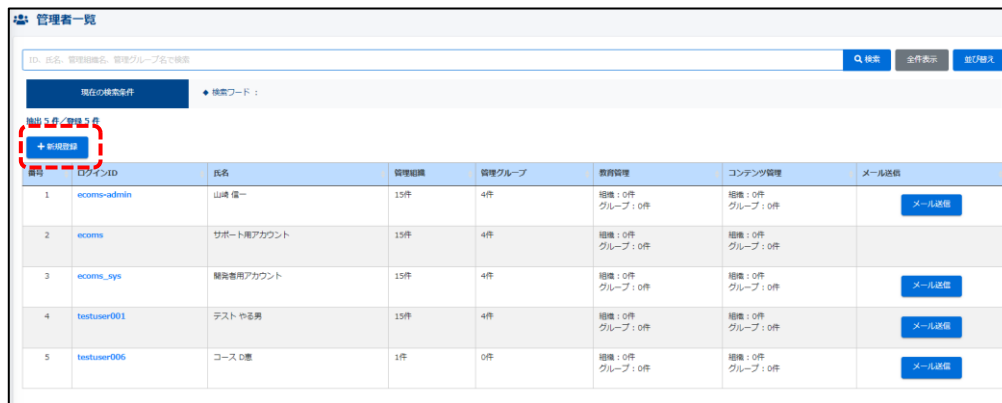 管理者一覧
ID、氏名、管理組織名、管理グループ名で検索
検索 全件表示 並び替え
現在の検索条件 ◆ 検索ワード :
抽出 5 件/登録 5 件
+新規登録
番号 ログインID 氏名 管理組織 管理グループ 教育管理 コンテンツ管理 メール送信
1 ecoms-admin 山崎 信一 15件 4件 組織:0件 組織:0件 メール送信
グループ:0件 グループ:0件
2 ecoms サポート用アカウント 15件 4件 組織:0件 組織:0件
グループ:0件 グループ:0件
3 ecoms_sys 開発者用アカウント 15件 4件 組織:0件 組織:0件 メール送信
グループ:0件 グループ:0件
4 testuser001 テスト やる男 15件 4件 組織:0件 組織:0件 メール送信
グループ:0件 グループ:0件
5 testuser006 コース D恵 1件 0件 組織:0件 組織:0件 メール送信
グループ:0件 グループ:0件